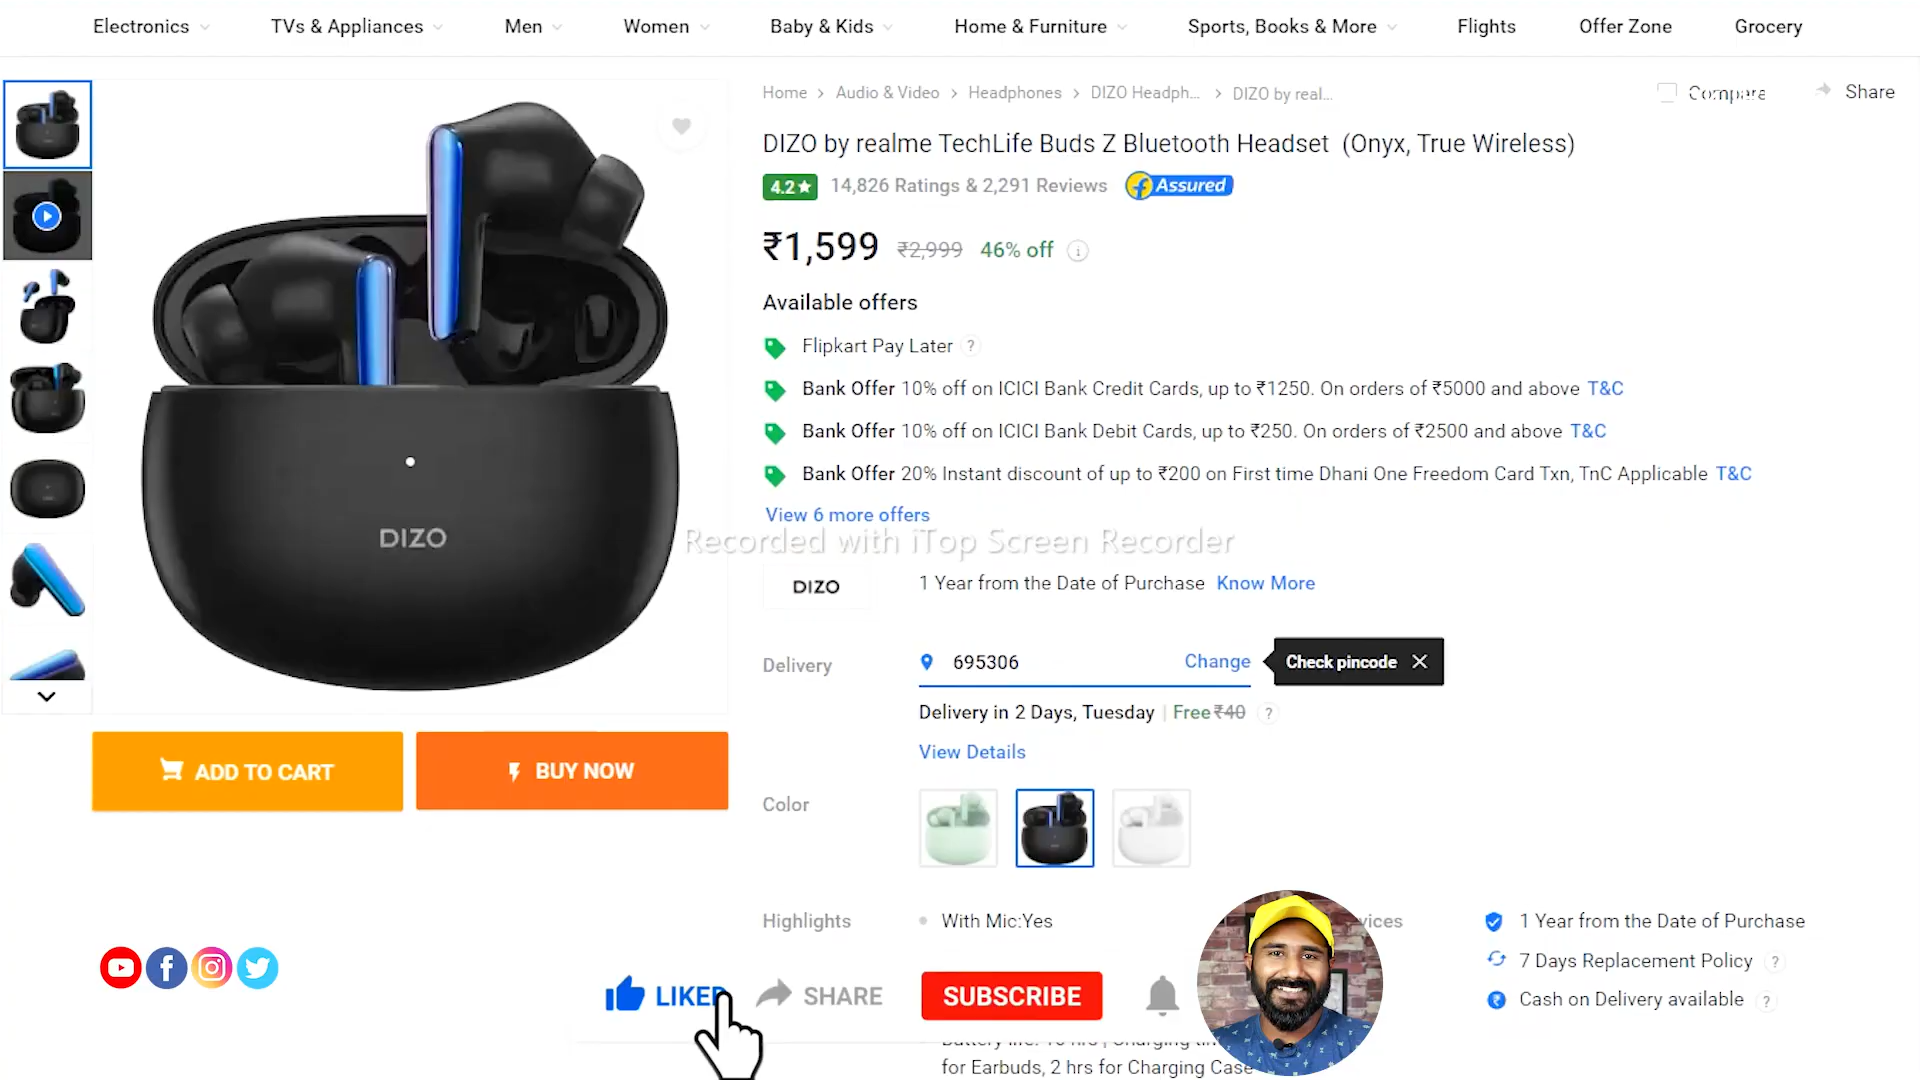 Electronics TVs & Appliances Men Women Baby & Kids Home & Furniture Sports, Books & More Flights Offer Zone Grocery
Home > Audio & Video > Headphones > DIZO Headph... > DIZO by real...
Compare Share
DIZO by realme TechLife Buds Z Bluetooth Headset (Onyx, True Wireless)
4.2★ 14,826 Ratings & 2,291 Reviews Assured
₹1,599 ₹2,999 46% off
Available offers
Flipkart Pay Later ?
Bank Offer 10% off on ICICI Bank Credit Cards, up to ₹1250. On orders of ₹5000 and above T&C
Bank Offer 10% off on ICICI Bank Debit Cards, up to ₹250. On orders of ₹2500 and above T&C
Bank Offer 20% Instant discount of up to ₹200 on First time Dhani One Freedom Card Txn, TnC Applicable T&C
View 6 more offers
Recorded with iTop Screen Recorder
DIZO
DIZO 1 Year from the Date of Purchase Know More
Delivery 695306 Change Check pincode
Delivery in 2 Days, Tuesday | Free ₹40 ?
View Details
ADD TO CART BUY NOW
Color
Highlights With Mic:Yes
1 Year from the Date of Purchase
7 Days Replacement Policy ?
Cash on Delivery available ?
LIKED SHARE SUBSCRIBE
for Earbuds, 2 hrs for Charging Case